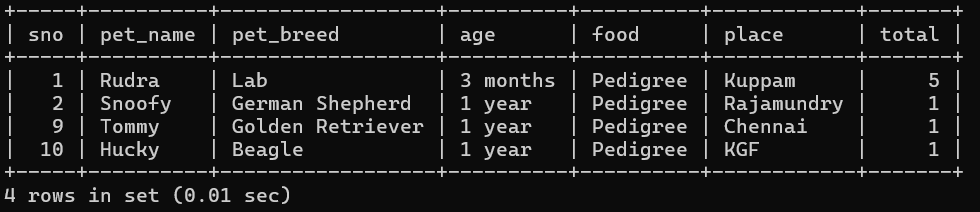 +-----+----------+------------------+----------+----------+------------+-------+
| sno | pet_name | pet_breed        | age      | food     | place      | total |
+-----+----------+------------------+----------+----------+------------+-------+
|   1 | Rudra    | Lab              | 3 months | Pedigree | Kuppam     |     5 |
|   2 | Snoofy   | German Shepherd  | 1 year   | Pedigree | Rajamundry |     1 |
|   9 | Tommy    | Golden Retriever | 1 year   | Pedigree | Chennai    |     1 |
|  10 | Hucky    | Beagle           | 1 year   | Pedigree | KGF        |     1 |
+-----+----------+------------------+----------+----------+------------+-------+
4 rows in set (0.01 sec)